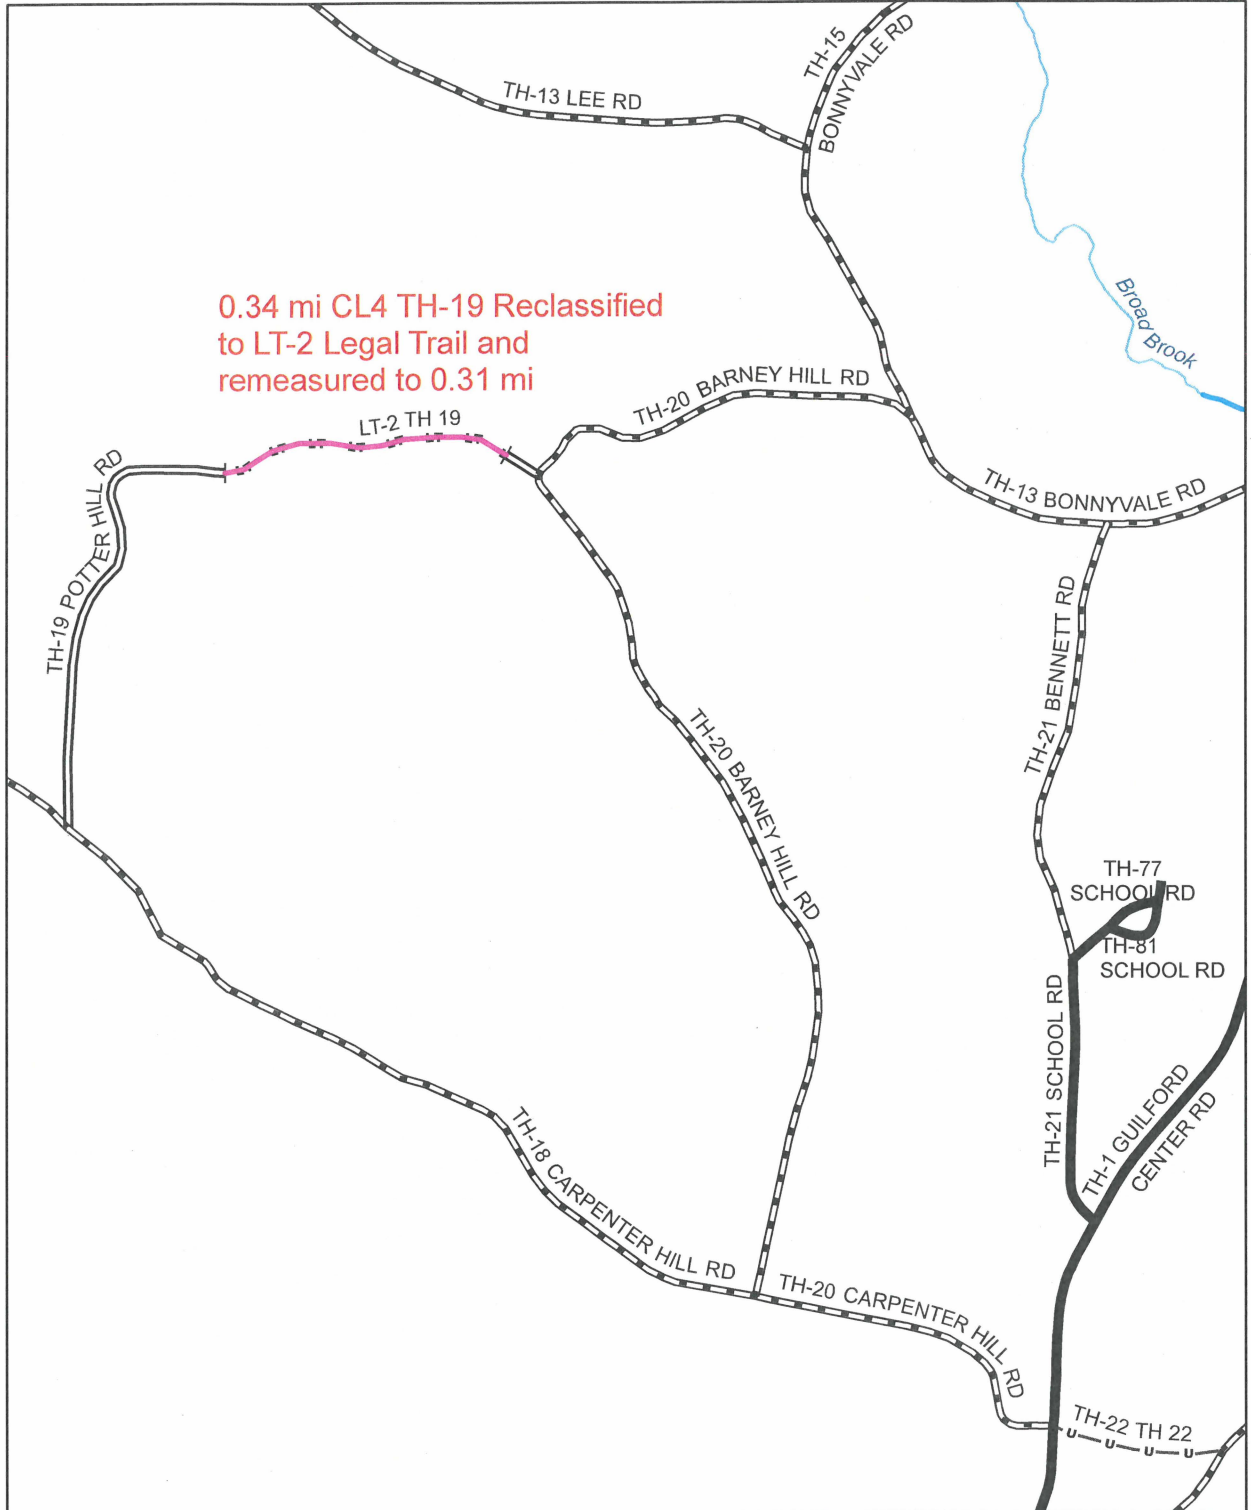 TH-15
BONNYVALE RD
TH-13 LEE RD
Broad Brook
0.34 mi CL4 TH-19 Reclassified
to LT-2 Legal Trail and
remeasured to 0.31 mi
TH-20 BARNEY HILL RD
LT-2 TH 19
TH-13 BONNYVALE RD
TH-19 POTTER HILL RD
TH-21 BENNETT RD
TH-20 BARNEY HILL RD
TH-77
SCHOOL RD
TH-81
SCHOOL RD
TH-21 SCHOOL RD
TH-1 GUILFORD
CENTER RD
TH-18 CARPENTER HILL RD
TH-20 CARPENTER HILL RD
TH-22 TH 22